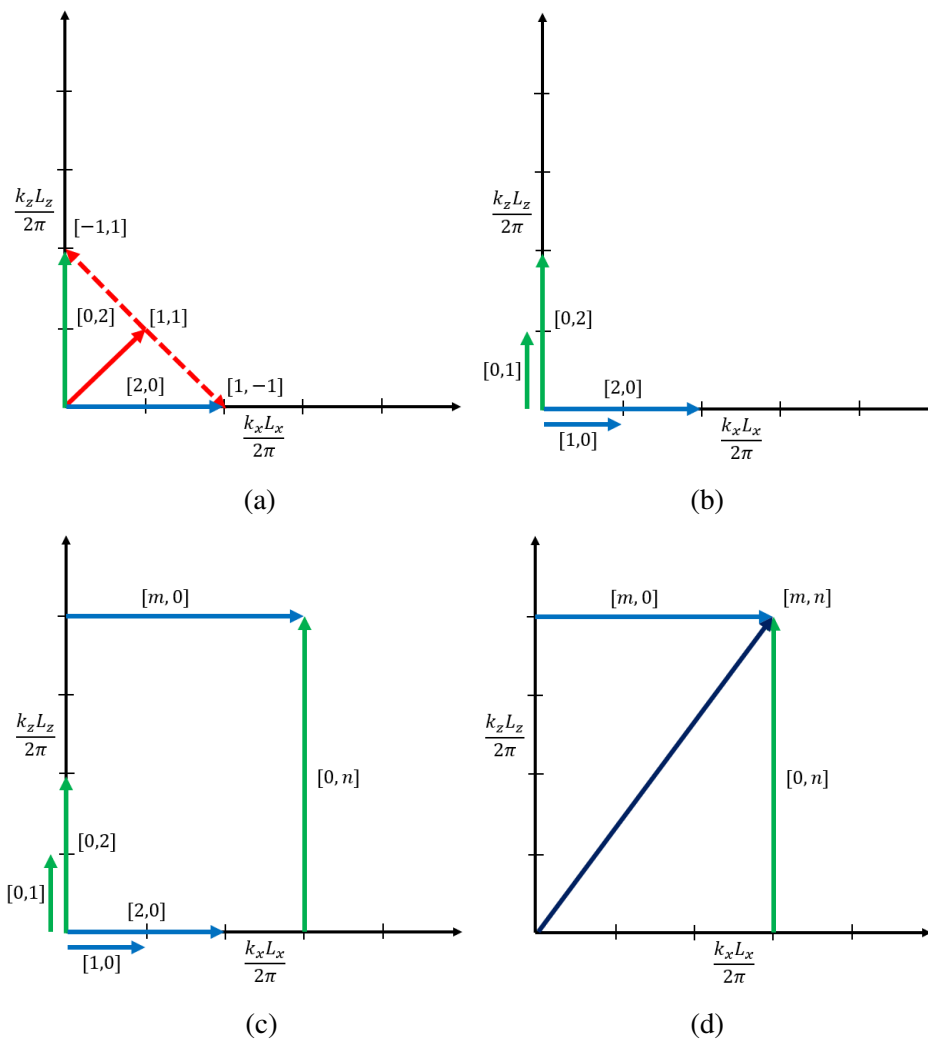 k_z L_z
2π
[−1,1]
[0,2]
[1,1]
[2,0]
[1, −1]
k_x L_x
2π
(a)
k_z L_z
2π
[0,2]
[0,1]
[2,0]
[1,0]
k_x L_x
2π
(b)
[m, 0]
k_z L_z
2π
[0, n]
[0,2]
[0,1]
[2,0]
[1,0]
k_x L_x
2π
(c)
[m, 0]
[m, n]
k_z L_z
2π
[0, n]
k_x L_x
2π
(d)